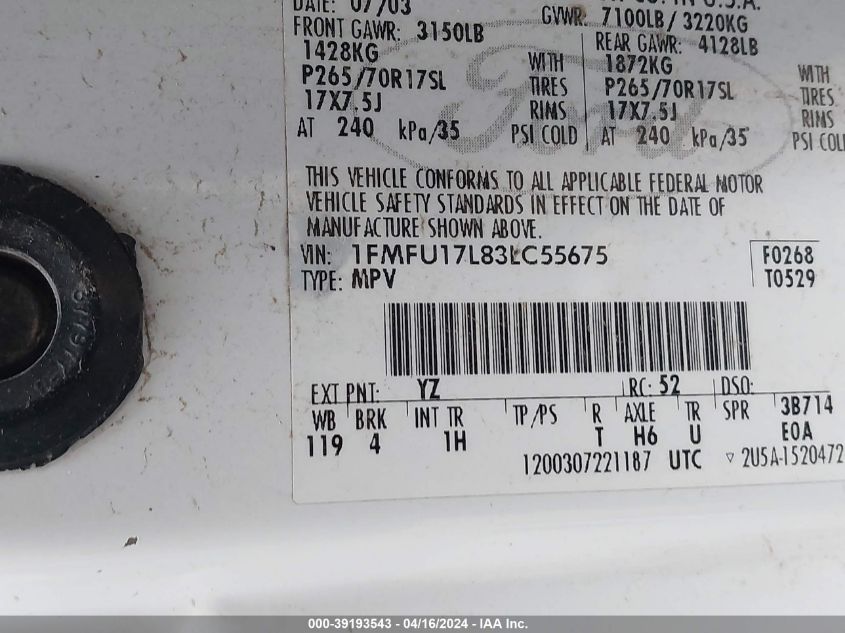 DATE: 07/03
GVWR: 7100LB / 3220KG
FRONT GAWR: 3150LB
REAR GAWR: 4128LB
1428KG WITH
1872KG WITH
P265/70R17SL TIRES
P265/70R17SL TIRES
17X7.5J RIMS
17X7.5J RIMS
AT 240 kPa/35 PSI COLD
AT 240 kPa/35 PSI COL
Ford
THIS VEHICLE CONFORMS TO ALL APPLICABLE FEDERAL MOTOR
VEHICLE SAFETY STANDARDS IN EFFECT ON THE DATE OF
MANUFACTURE SHOWN ABOVE.
VIN: 1FMFU17L83LC55675 F0268
TYPE: MPV T0529
EXT PNT: YZ RC: 52 DSO:
WB BRK INT TR TP/PS R AXLE TR SPR 3B714
119 4 1H T H6 U E0A
1200307221187 UTC ▿ 2U5A-1520472
000-39193543 - 04/16/2024 - IAA Inc.